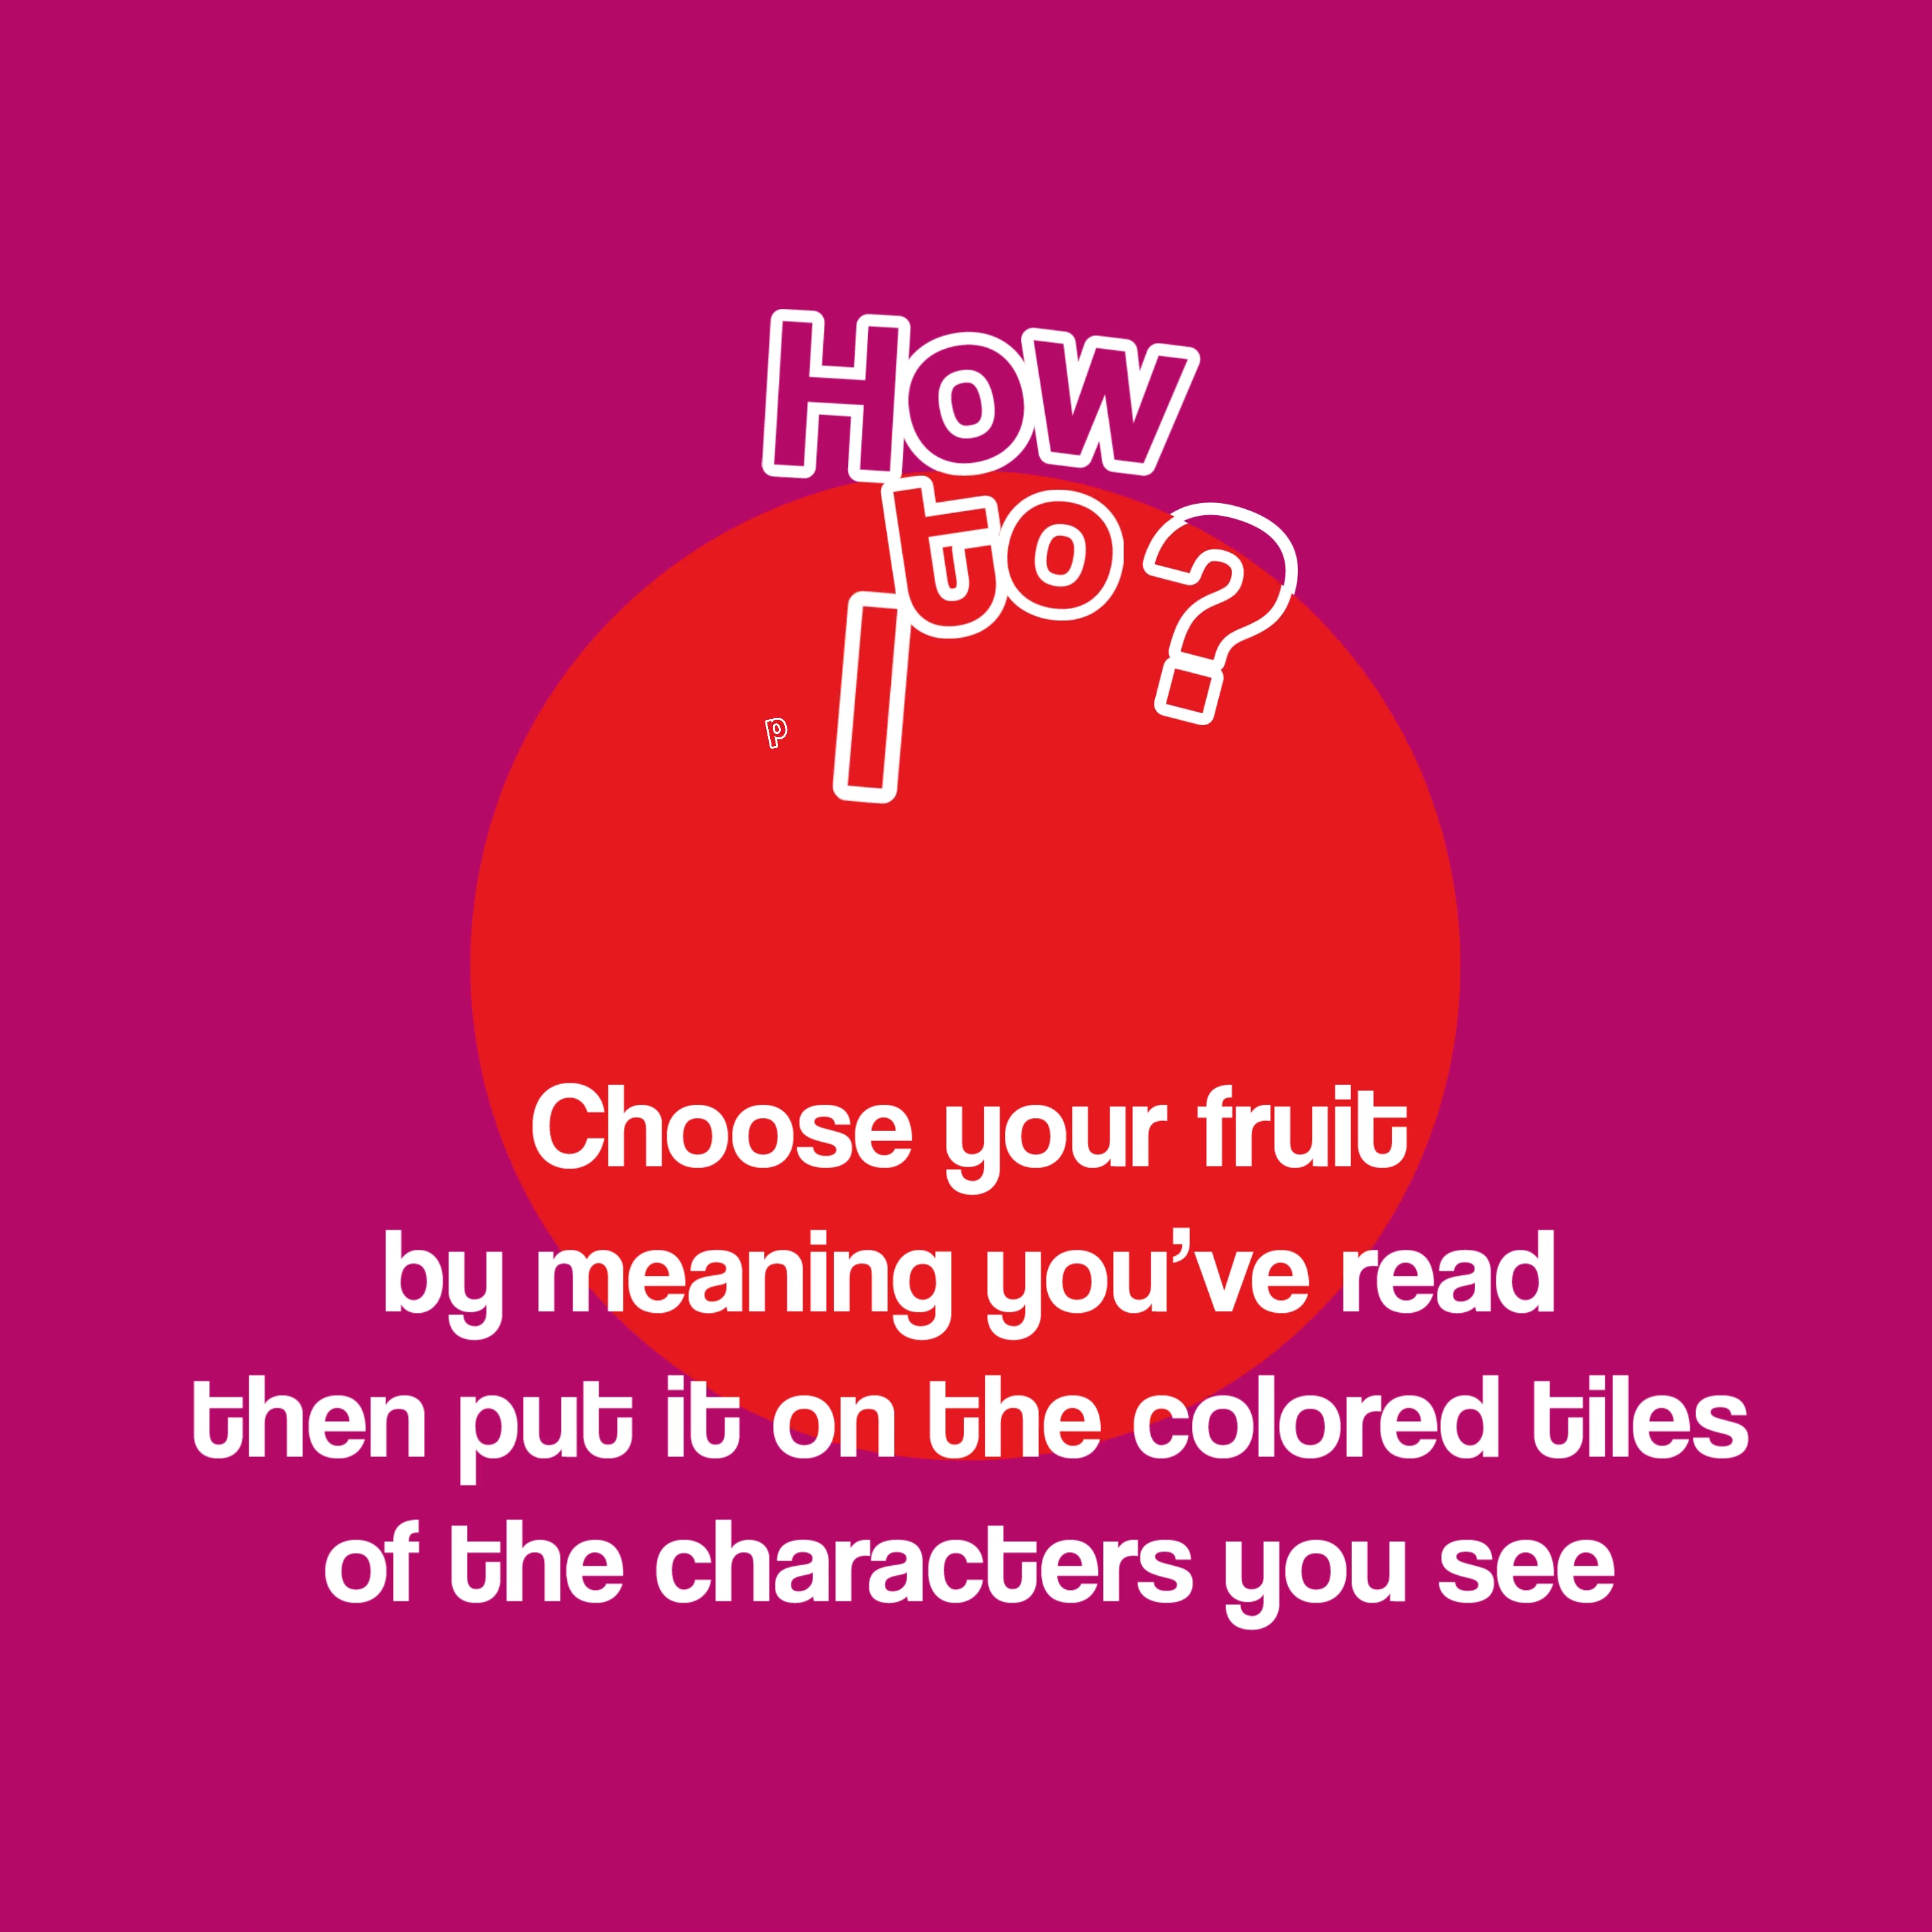 How
to?
p l
Choose your fruit
by meaning you’ve read
then put it on the colored tiles
of the characters you see